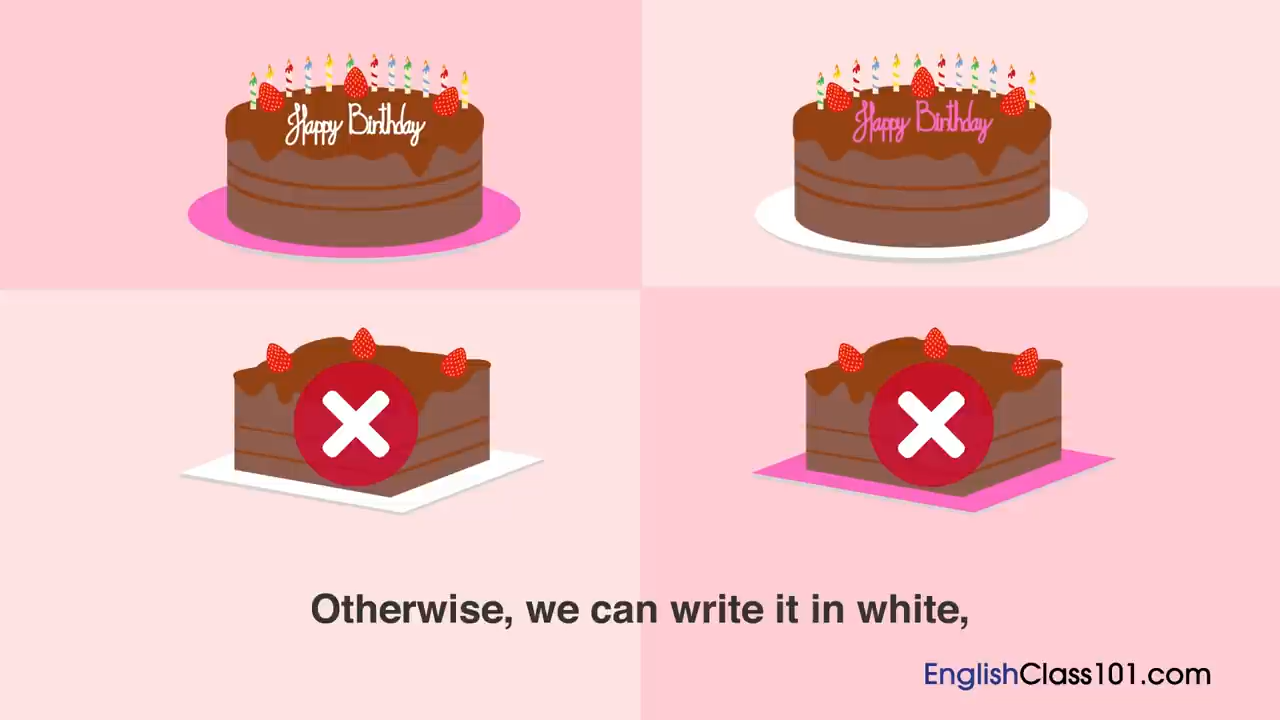 Happy Birthday
Happy Birthday
Otherwise, we can write it in white,
EnglishClass101.com